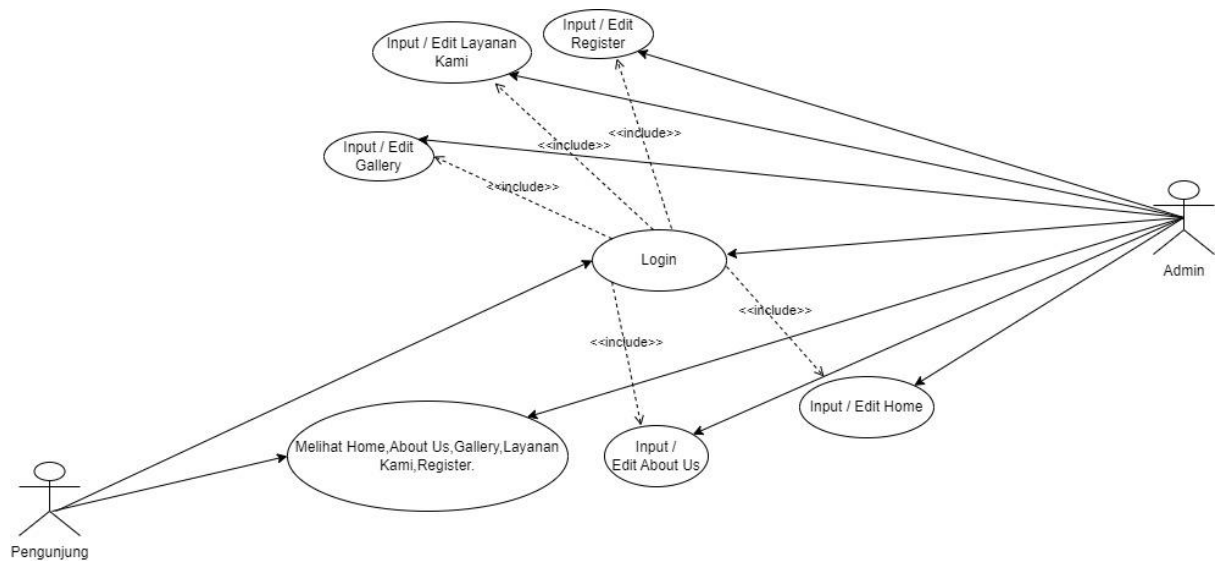 Input / Edit
Register
Input / Edit Layanan
Kami
<<include>>
<<include>>
Input / Edit
Gallery
<<include>>
Login
Admin
<<include>>
<<include>>
Input / Edit Home
Melihat Home,About Us,Gallery,Layanan
Kami,Register.
Input /
Edit About Us
Pengunjung